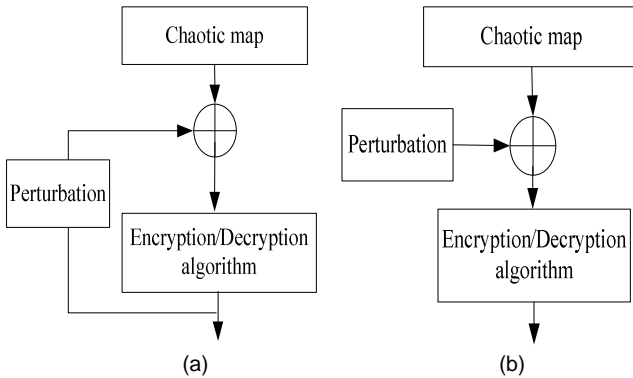 Chaotic map
Perturbation
Encryption/Decryption
algorithm
(a)
Chaotic map
Perturbation
Encryption/Decryption
algorithm
(b)